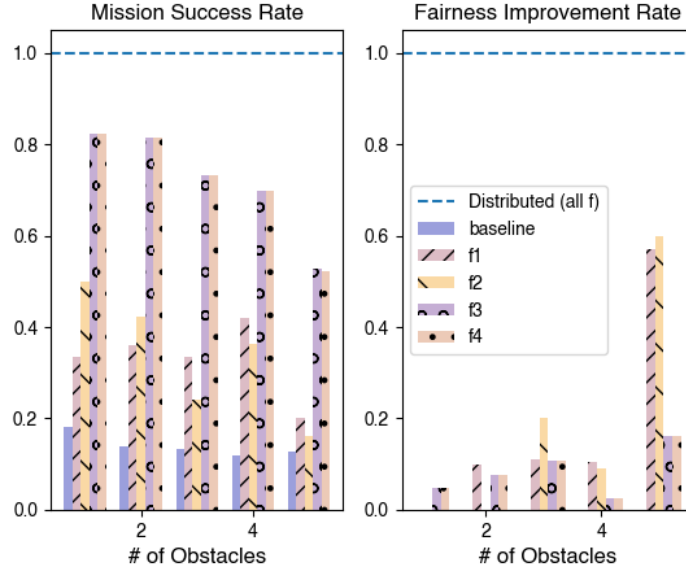 Mission Success Rate
1.0
0.8
0.6
0.4
0.2
0.0
2
4
# of Obstacles
Fairness Improvement Rate
1.0
0.8
0.6
0.4
0.2
0.0
Distributed (all f)
baseline
f1
f2
f3
f4
2
4
# of Obstacles